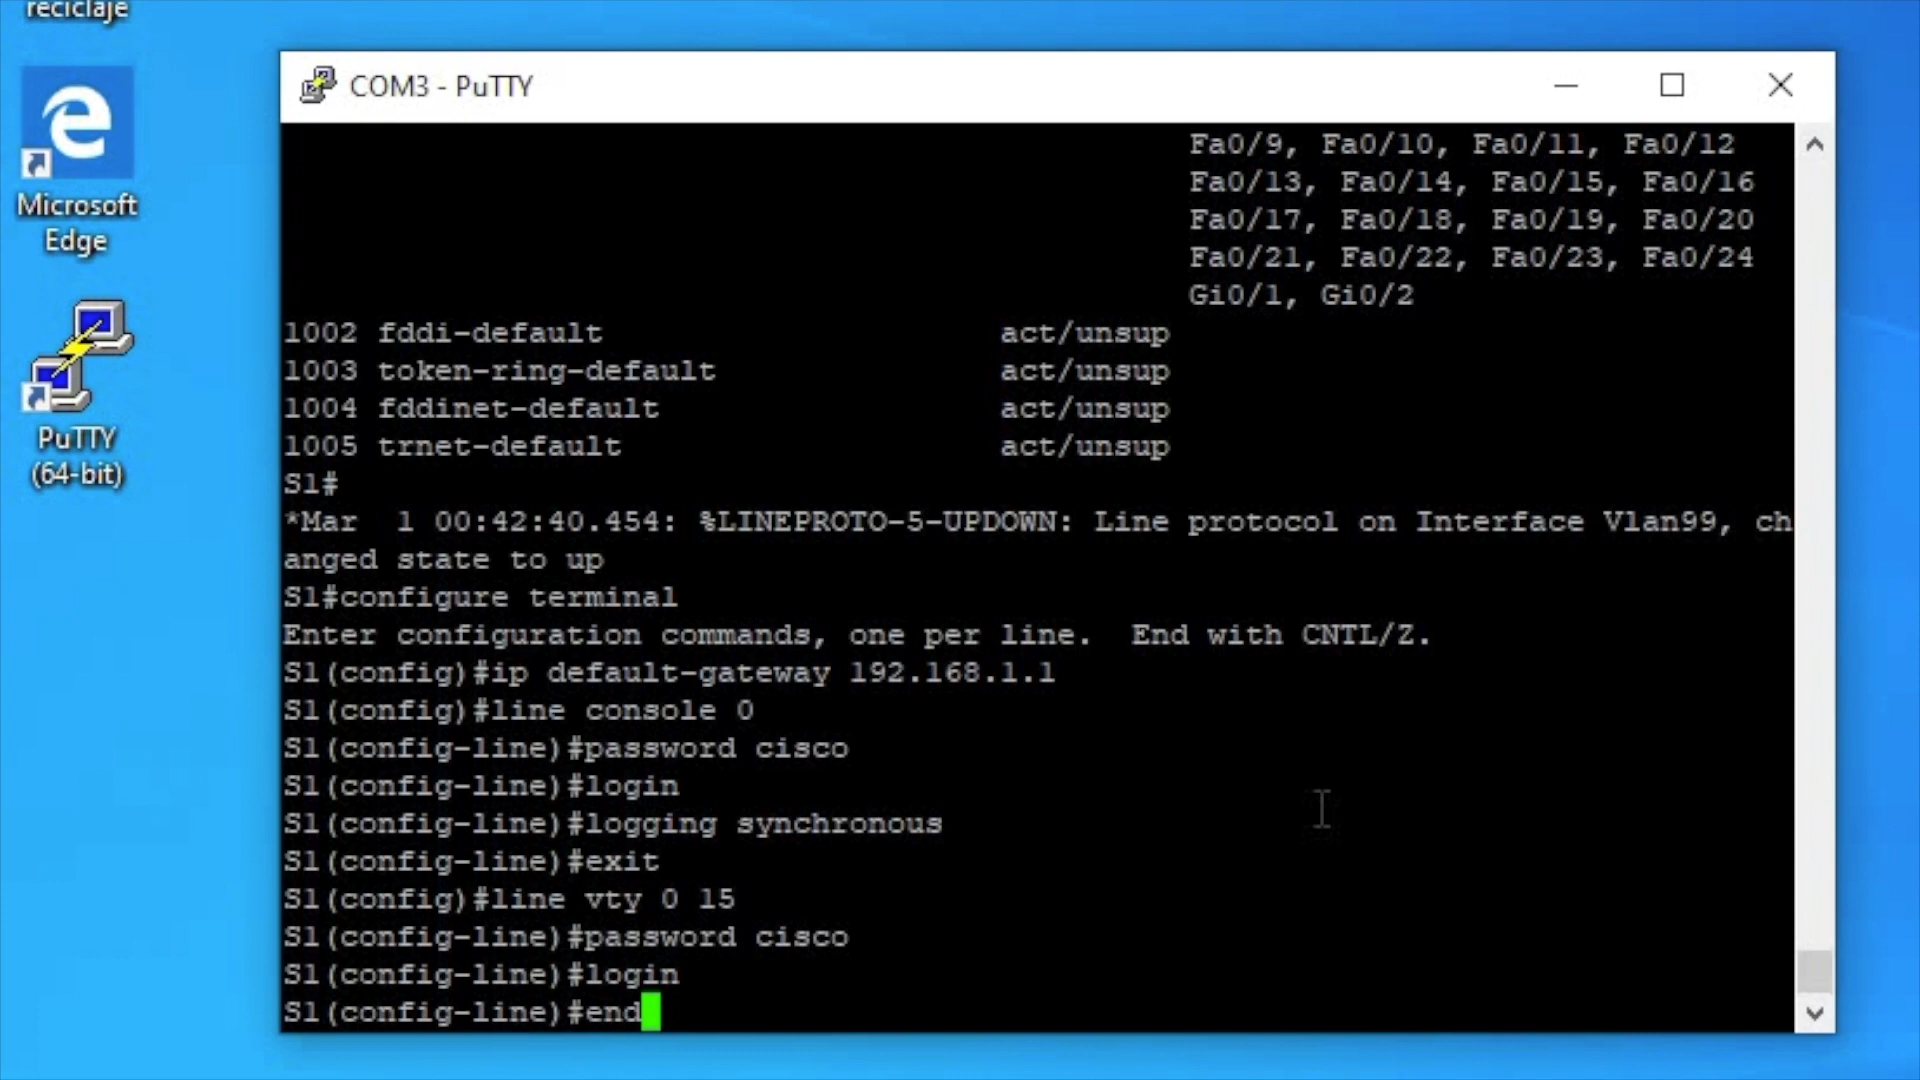 reciclaje
Microsoft
Edge
PuTTY
(64-bit)
COM3 - PuTTY
Fa0/9, Fa0/10, Fa0/11, Fa0/12
Fa0/13, Fa0/14, Fa0/15, Fa0/16
Fa0/17, Fa0/18, Fa0/19, Fa0/20
Fa0/21, Fa0/22, Fa0/23, Fa0/24
Gi0/1, Gi0/2
1002 fddi-default act/unsup
1003 token-ring-default act/unsup
1004 fddinet-default act/unsup
1005 trnet-default act/unsup
S1#
*Mar  1 00:42:40.454: %LINEPROTO-5-UPDOWN: Line protocol on Interface Vlan99, ch
anged state to up
S1#configure terminal
Enter configuration commands, one per line.  End with CNTL/Z.
S1(config)#ip default-gateway 192.168.1.1
S1(config)#line console 0
S1(config-line)#password cisco
S1(config-line)#login
S1(config-line)#logging synchronous
S1(config-line)#exit
S1(config)#line vty 0 15
S1(config-line)#password cisco
S1(config-line)#login
S1(config-line)#end